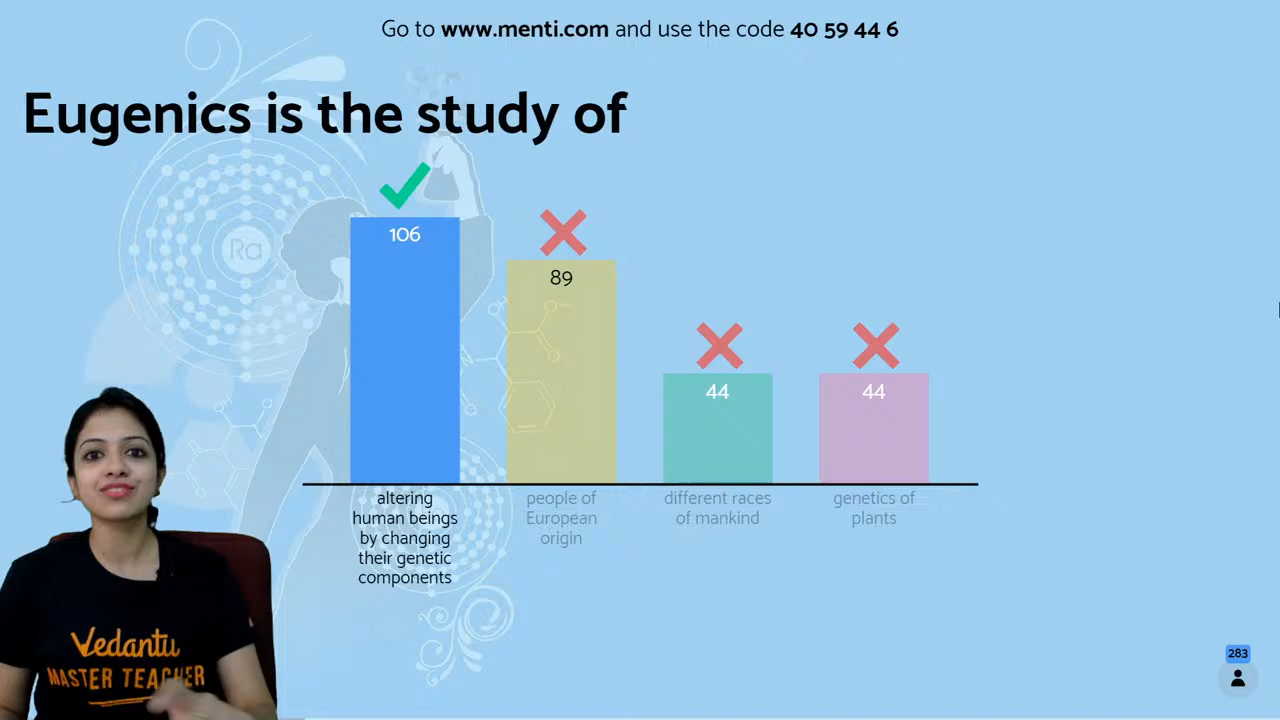 Go to www.menti.com and use the code 40 59 44 6
Eugenics is the study of
Ra
106
89
44
44
altering
human beings
by changing
their genetic
components
people of
European
origin
different races
of mankind
genetics of
plants
Vedantu
MASTER TEACHER
283